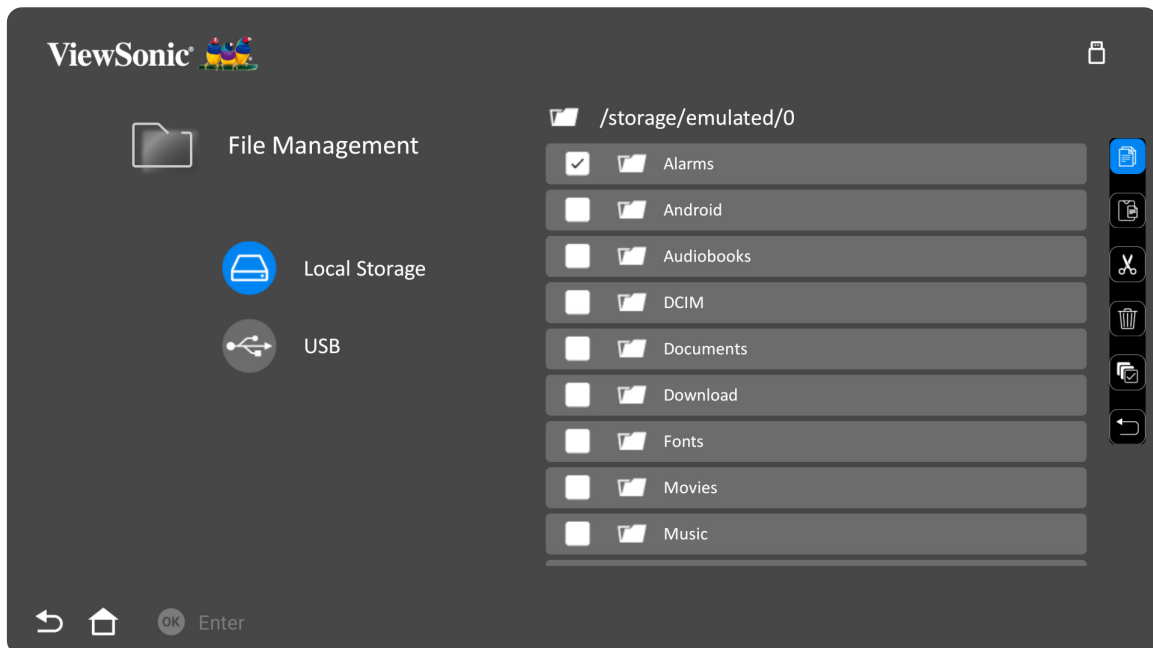 ViewSonic®
File Management
Local Storage
USB
/storage/emulated/0
Alarms
Android
Audiobooks
DCIM
Documents
Download
Fonts
Movies
Music
OK Enter